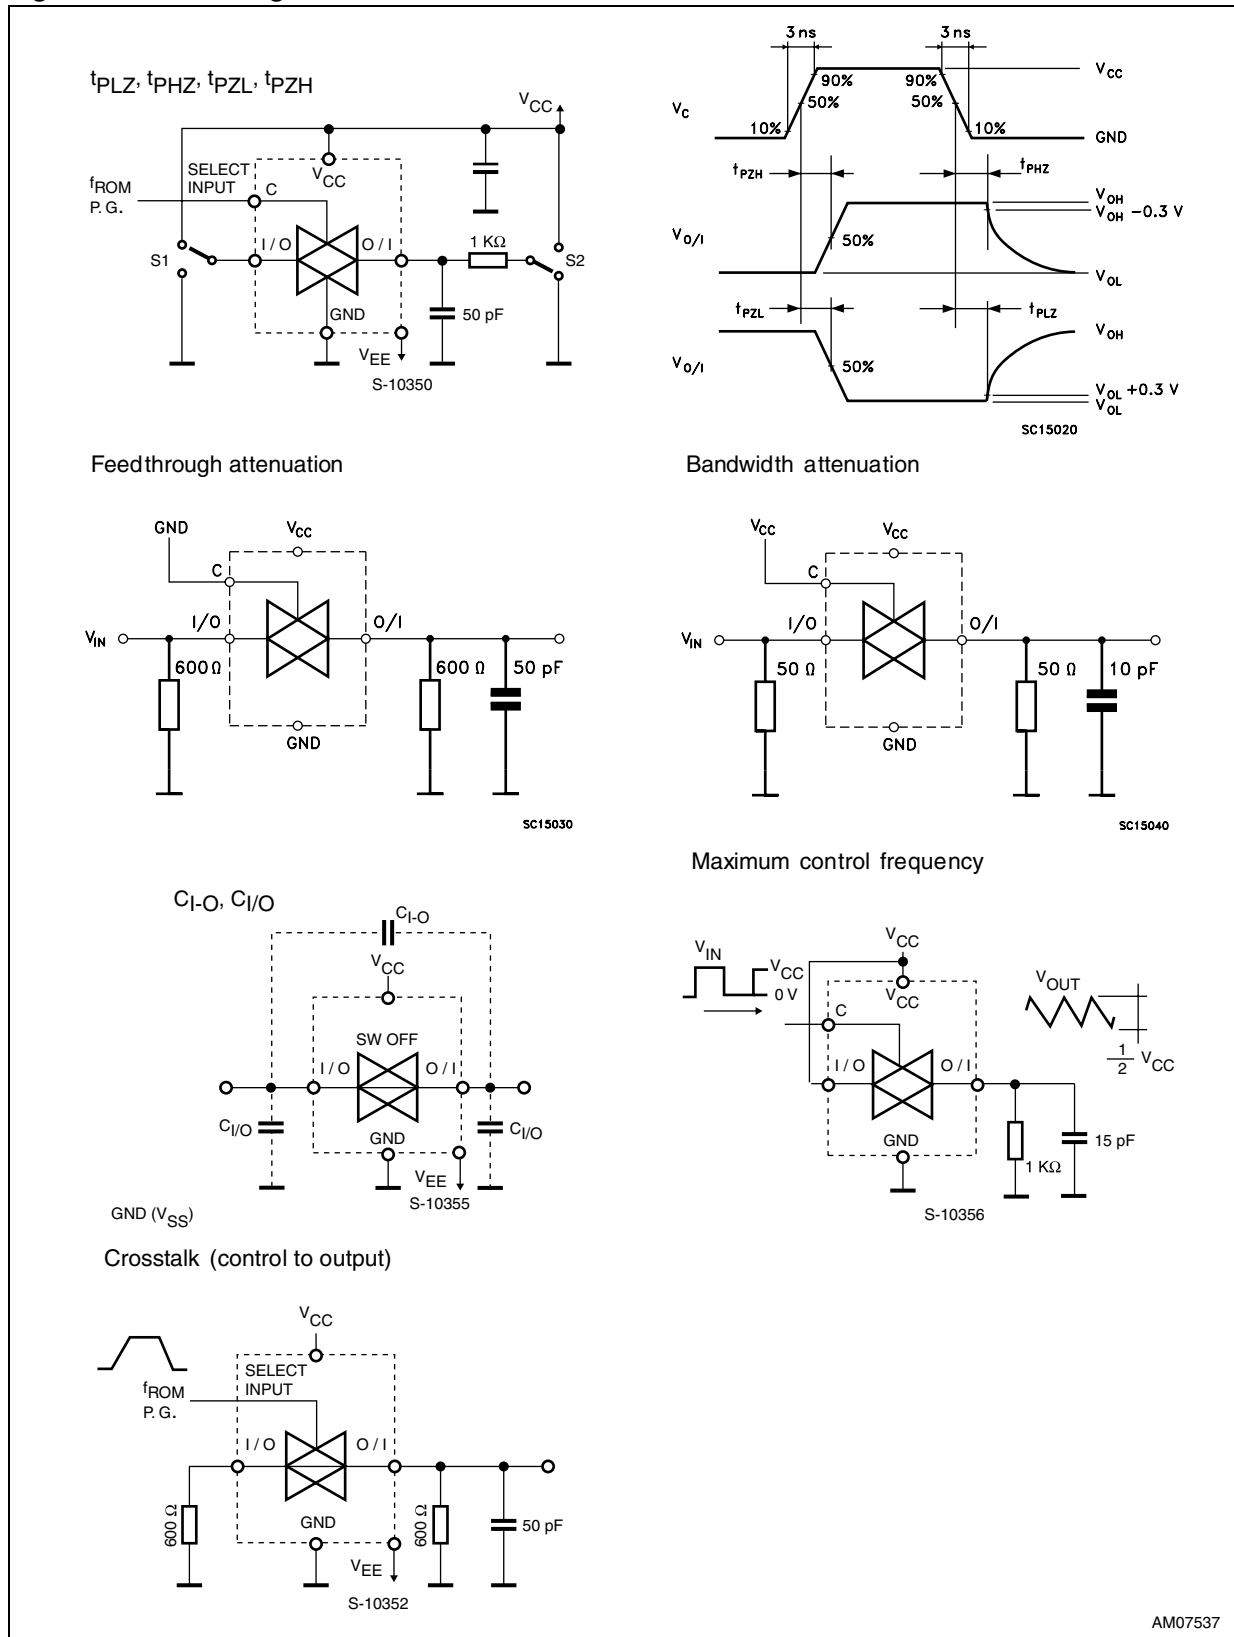 tPLZ, tPHZ, tPZL, tPZH
VCC
SELECT
INPUT
VCC
fROM
P. G.
C
I / O
O / I
1 KΩ
S1
S2
GND
50 pF
VEE
S-10350
3 ns
3 ns
VCC
90%
90%
50%
50%
VC
10%
10%
GND
tPZH
tPHZ
VOH
VOH −0.3 V
VO/I
50%
VOL
tPZL
tPLZ
VOH
VO/I
50%
VOL +0.3 V
VOL
SC15020
Feedthrough attenuation
GND
VCC
C
I/O
O/I
VIN
600 Ω
600 Ω
50 pF
GND
SC15030
Bandwidth attenuation
VCC
VCC
C
I/O
O/I
VIN
50 Ω
50 Ω
10 pF
GND
SC15040
CI-O, CI/O
CI-O
VCC
SW OFF
I / O
O / I
CI/O
CI/O
GND
VEE
S-10355
GND (VSS)
Maximum control frequency
VIN
VCC
VCC
0 V
VCC
VOUT
C
1/2 VCC
I / O
O / I
GND
15 pF
1 KΩ
S-10356
Crosstalk (control to output)
VCC
SELECT
INPUT
fROM
P. G.
I / O
O / I
600 Ω
GND
600 Ω
50 pF
VEE
S-10352
AM07537